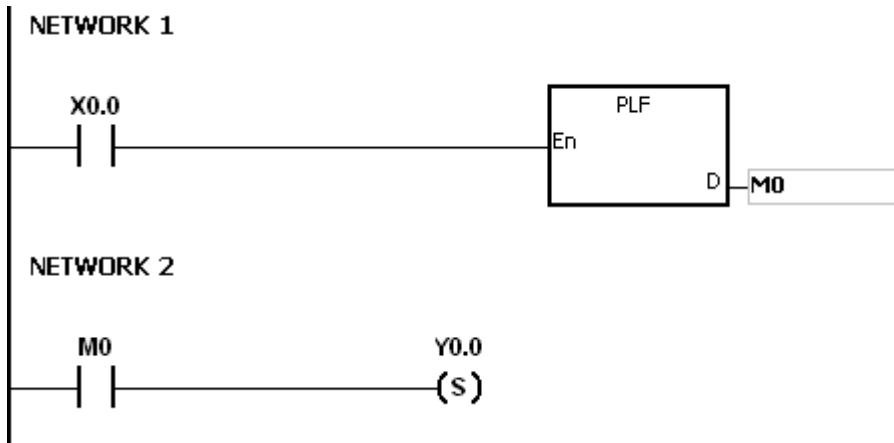 NETWORK 1
X0.0
PLF
En
D
M0
NETWORK 2
M0
Y0.0
(S)